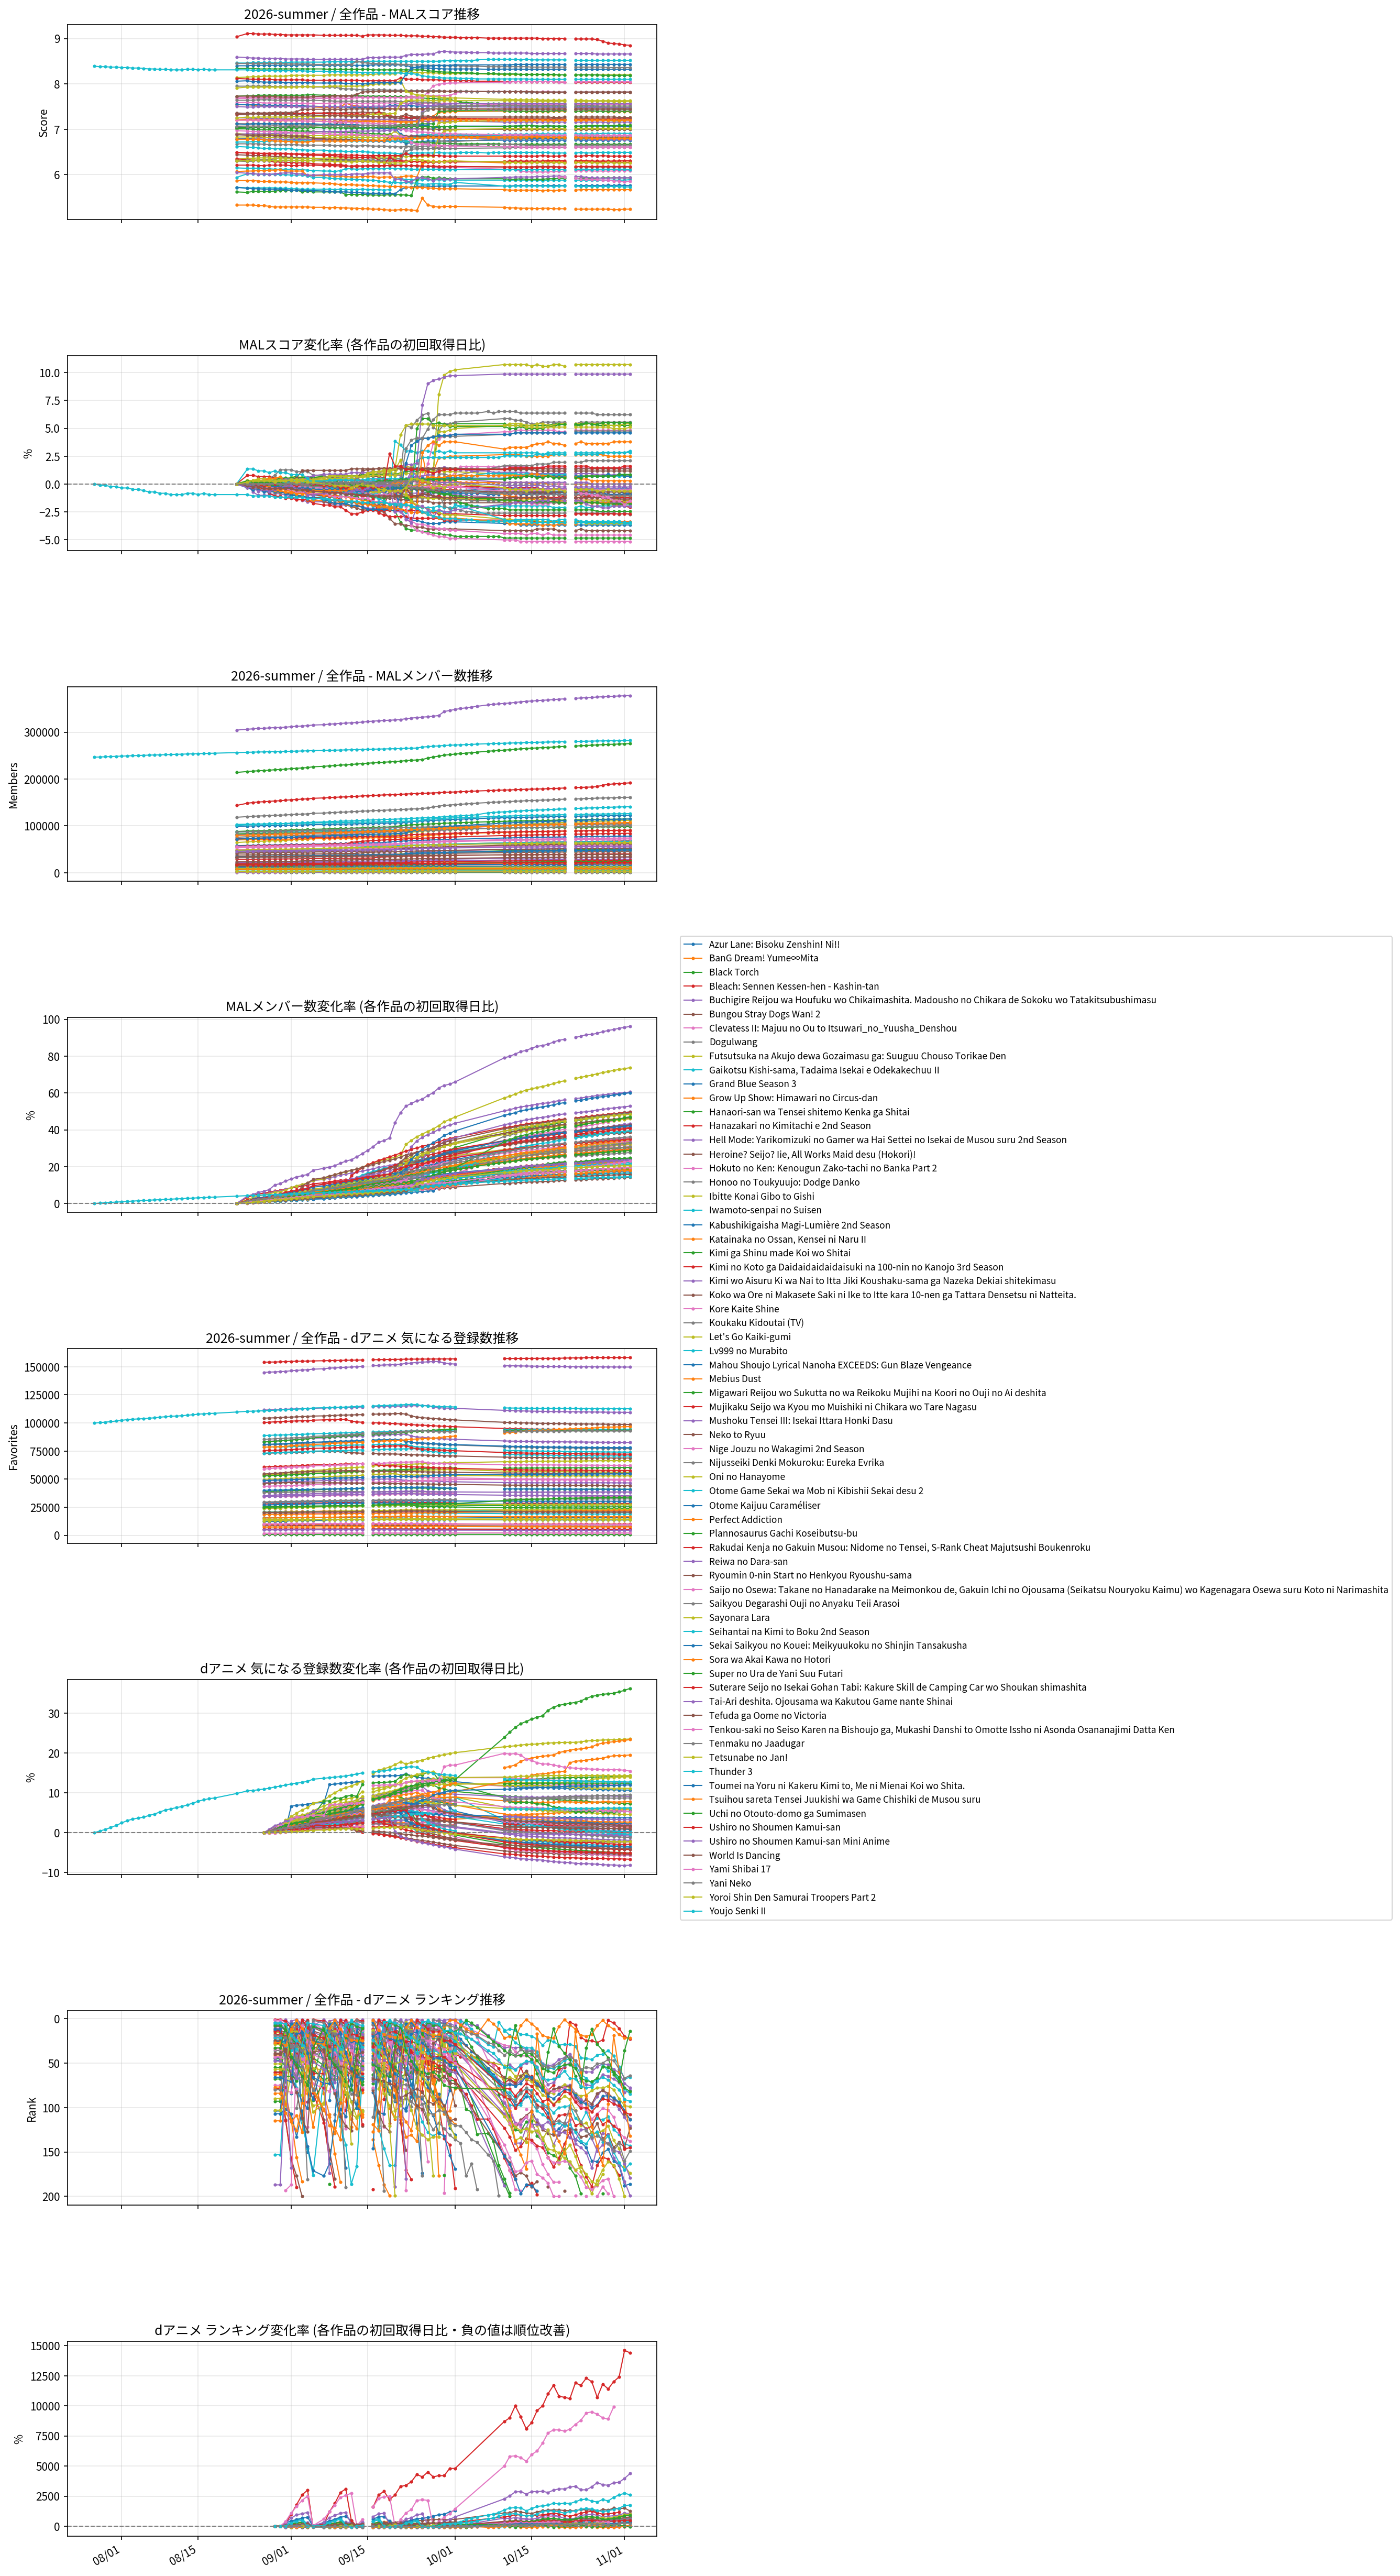 2026-summer / 全作品 - MALスコア推移
Score
9
8
7
6
MALスコア変化率 (各作品の初回取得日比)
%
10.0
7.5
5.0
2.5
0.0
−2.5
−5.0
2026-summer / 全作品 - MALメンバー数推移
Members
300000
200000
100000
0
MALメンバー数変化率 (各作品の初回取得日比)
%
100
80
60
40
20
0
Azur Lane: Bisoku Zenshin! Ni!!
BanG Dream! Yume∞Mita
Black Torch
Bleach: Sennen Kessen-hen - Kashin-tan
Buchigire Reijou wa Houfuku wo Chikaimashita. Madousho no Chikara de Sokoku wo Tatakitsubushimasu
Bungou Stray Dogs Wan! 2
Clevatess II: Majuu no Ou to Itsuwari_no_Yuusha_Denshou
Dogulwang
Futsutsuka na Akujo dewa Gozaimasu ga: Suuguu Chouso Torikae Den
Gaikotsu Kishi-sama, Tadaima Isekai e Odekakechuu II
Grand Blue Season 3
Grow Up Show: Himawari no Circus-dan
Hanaori-san wa Tensei shitemo Kenka ga Shitai
Hanazakari no Kimitachi e 2nd Season
Hell Mode: Yarikomizuki no Gamer wa Hai Settei no Isekai de Musou suru 2nd Season
Heroine? Seijo? Iie, All Works Maid desu (Hokori)!
Hokuto no Ken: Kenougun Zako-tachi no Banka Part 2
Honoo no Toukyuujo: Dodge Danko
Ibitte Konai Gibo to Gishi
Iwamoto-senpai no Suisen
Kabushikigaisha Magi-Lumière 2nd Season
Katainaka no Ossan, Kensei ni Naru II
Kimi ga Shinu made Koi wo Shitai
Kimi no Koto ga Daidaidaidaidaisuki na 100-nin no Kanojo 3rd Season
Kimi wo Aisuru Ki wa Nai to Itta Jiki Koushaku-sama ga Nazeka Dekiai shitekimasu
Koko wa Ore ni Makasete Saki ni Ike to Itte kara 10-nen ga Tattara Densetsu ni Natteita.
Kore Kaite Shine
Koukaku Kidoutai (TV)
Let's Go Kaiki-gumi
Lv999 no Murabito
Mahou Shoujo Lyrical Nanoha EXCEEDS: Gun Blaze Vengeance
Mebius Dust
Migawari Reijou wo Sukutta no wa Reikoku Mujihi na Koori no Ouji no Ai deshita
Mujikaku Seijo wa Kyou mo Muishiki ni Chikara wo Tare Nagasu
Mushoku Tensei III: Isekai Ittara Honki Dasu
Neko to Ryuu
Nige Jouzu no Wakagimi 2nd Season
Nijusseiki Denki Mokuroku: Eureka Evrika
Oni no Hanayome
Otome Game Sekai wa Mob ni Kibishii Sekai desu 2
Otome Kaijuu Caraméliser
Perfect Addiction
Plannosaurus Gachi Koseibutsu-bu
Rakudai Kenja no Gakuin Musou: Nidome no Tensei, S-Rank Cheat Majutsushi Boukenroku
Reiwa no Dara-san
Ryoumin 0-nin Start no Henkyou Ryoushu-sama
Saijo no Osewa: Takane no Hanadarake na Meimonkou de, Gakuin Ichi no Ojousama (Seikatsu Nouryoku Kaimu) wo Kagenagara Osewa suru Koto ni Narimashita
Saikyou Degarashi Ouji no Anyaku Teii Arasoi
Sayonara Lara
Seihantai na Kimi to Boku 2nd Season
Sekai Saikyou no Kouei: Meikyuukoku no Shinjin Tansakusha
Sora wa Akai Kawa no Hotori
Super no Ura de Yani Suu Futari
Suterare Seijo no Isekai Gohan Tabi: Kakure Skill de Camping Car wo Shoukan shimashita
Tai-Ari deshita. Ojousama wa Kakutou Game nante Shinai
Tefuda ga Oome no Victoria
Tenkou-saki no Seiso Karen na Bishoujo ga, Mukashi Danshi to Omotte Issho ni Asonda Osananajimi Datta Ken
Tenmaku no Jaadugar
Tetsunabe no Jan!
Thunder 3
Toumei na Yoru ni Kakeru Kimi to, Me ni Mienai Koi wo Shita.
Tsuihou sareta Tensei Juukishi wa Game Chishiki de Musou suru
Uchi no Otouto-domo ga Sumimasen
Ushiro no Shoumen Kamui-san
Ushiro no Shoumen Kamui-san Mini Anime
World Is Dancing
Yami Shibai 17
Yani Neko
Yoroi Shin Den Samurai Troopers Part 2
Youjo Senki II
2026-summer / 全作品 - dアニメ 気になる登録数推移
Favorites
150000
125000
100000
75000
50000
25000
0
dアニメ 気になる登録数変化率 (各作品の初回取得日比)
%
30
20
10
0
−10
2026-summer / 全作品 - dアニメ ランキング推移
Rank
0
50
100
150
200
dアニメ ランキング変化率 (各作品の初回取得日比・負の値は順位改善)
%
15000
12500
10000
7500
5000
2500
0
08/01
08/15
09/01
09/15
10/01
10/15
11/01